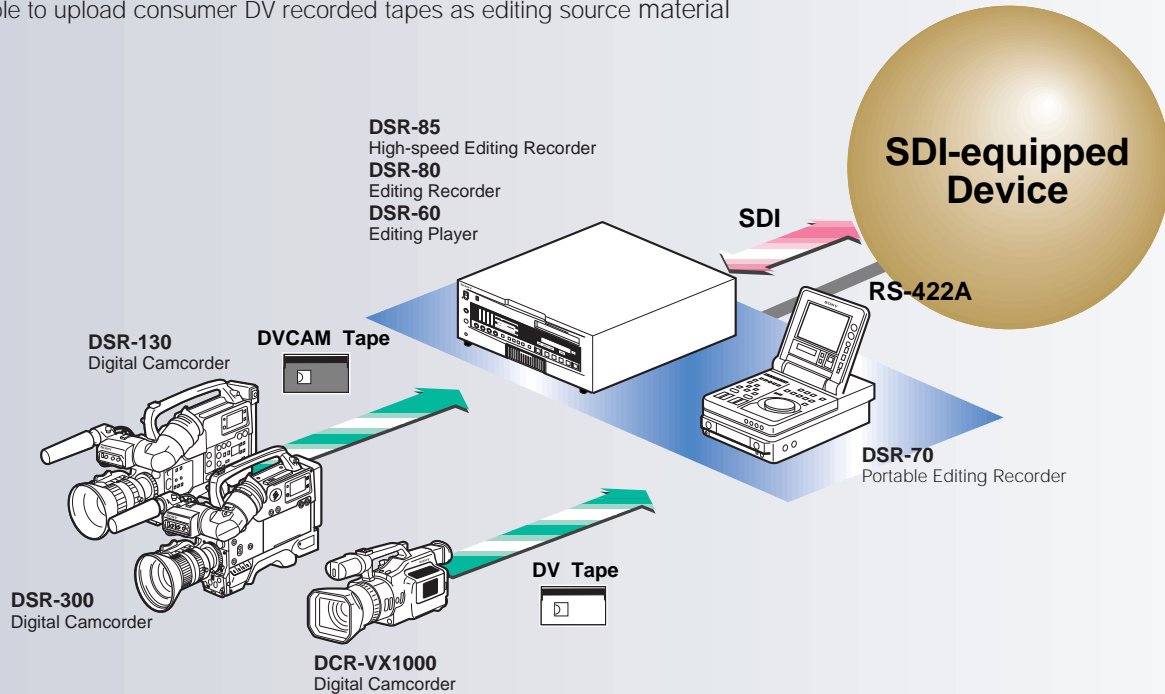 to upload consumer DV recorded tapes as editing source material
DSR-85
High-speed Editing Recorder
DSR-80
Editing Recorder
DSR-60
Editing Player
SDI-equipped
Device
SDI
RS-422A
DSR-130
Digital Camcorder
DVCAM Tape
SONY
DSR-70
Portable Editing Recorder
DSR-300
Digital Camcorder
DV Tape
DCR-VX1000
Digital Camcorder